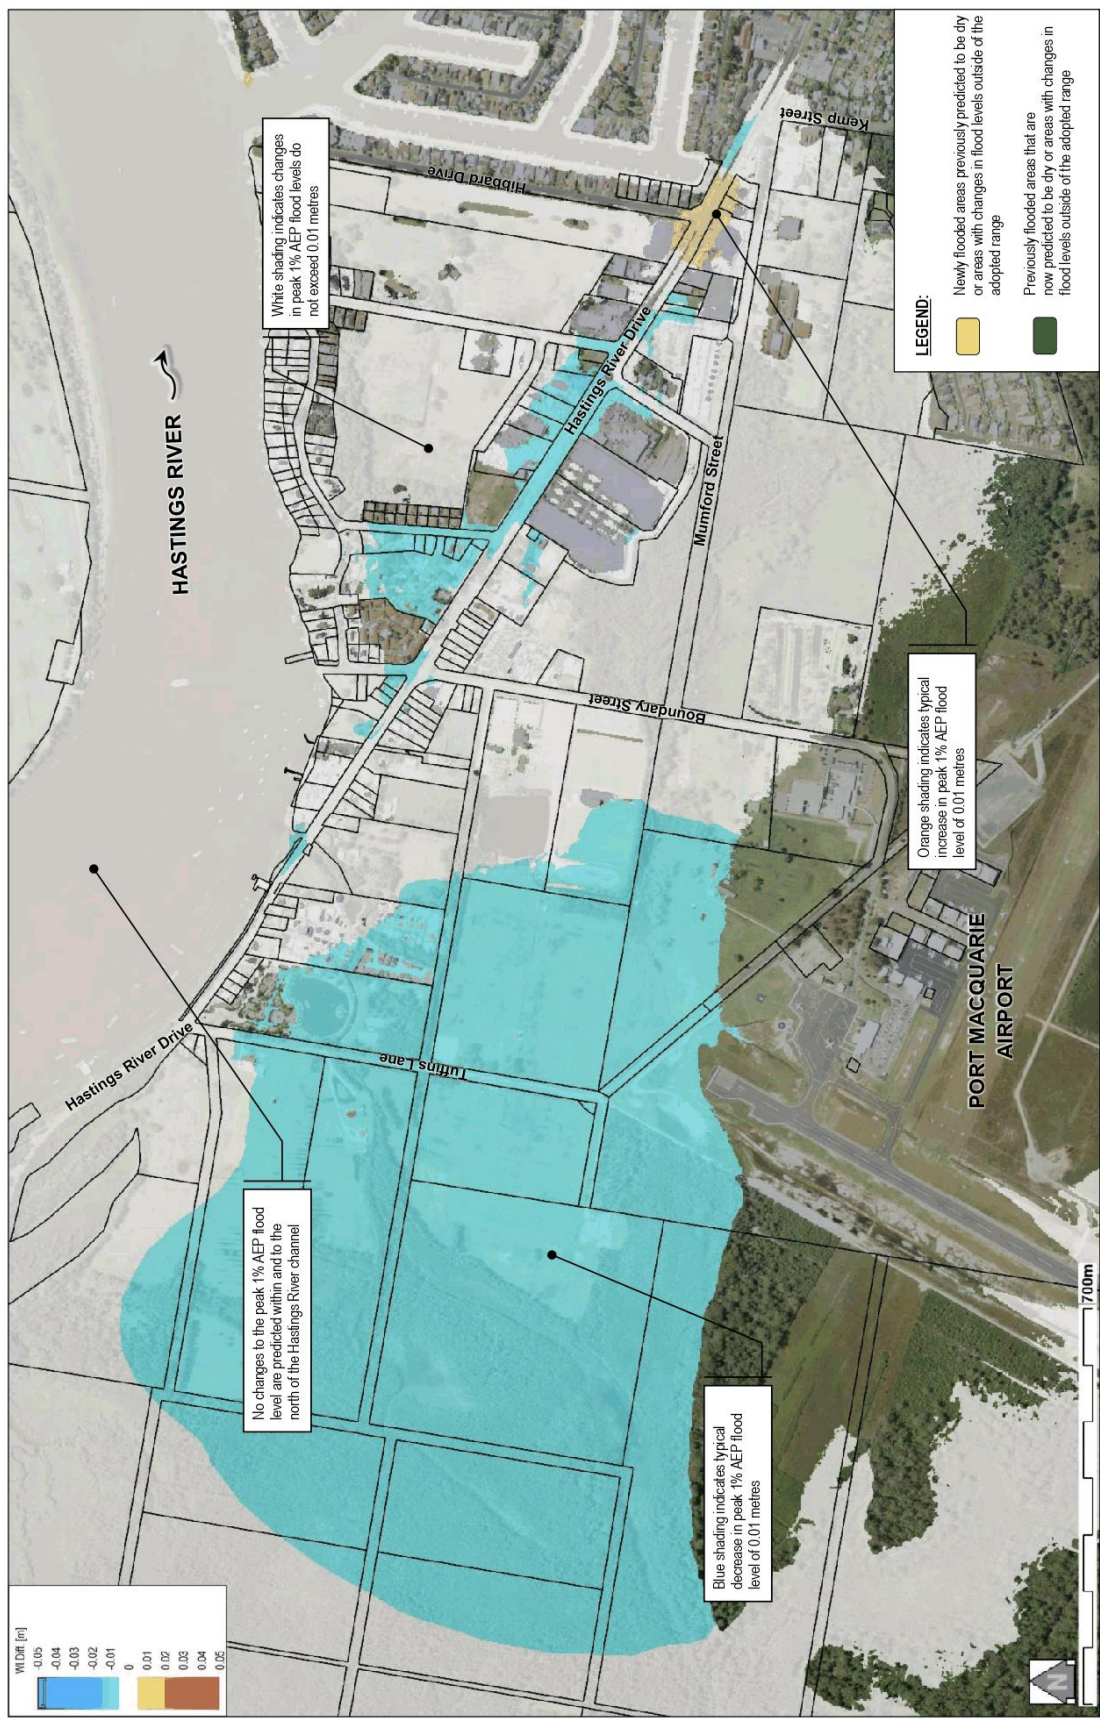 HASTINGS RIVER
White shading indicates changes
in peak 1% AEP flood levels do
not exceed 0.01 metres
Hibbard Drive
Kemp Street
Hastings River Drive
Mumford Street
Boundary Street
Hastings River Drive
Tuffins Lane
No changes to the peak 1% AEP flood
level are predicted within and to the
north of the Hastings River channel
Orange shading indicates typical
increase in peak 1% AEP flood
level of 0.01 metres
Blue shading indicates typical
decrease in peak 1% AEP flood
level of 0.01 metres
PORT MACQUARIE
AIRPORT
LEGEND:
Newly flooded areas previously predicted to be dry
or areas with changes in flood levels outside of the
adopted range
Previously flooded areas that are
now predicted to be dry or areas with changes in
flood levels outside of the adopted range
-0.05
-0.04
-0.03
-0.02
-0.01
0
0.01
0.02
0.03
0.04
0.05
N
700m